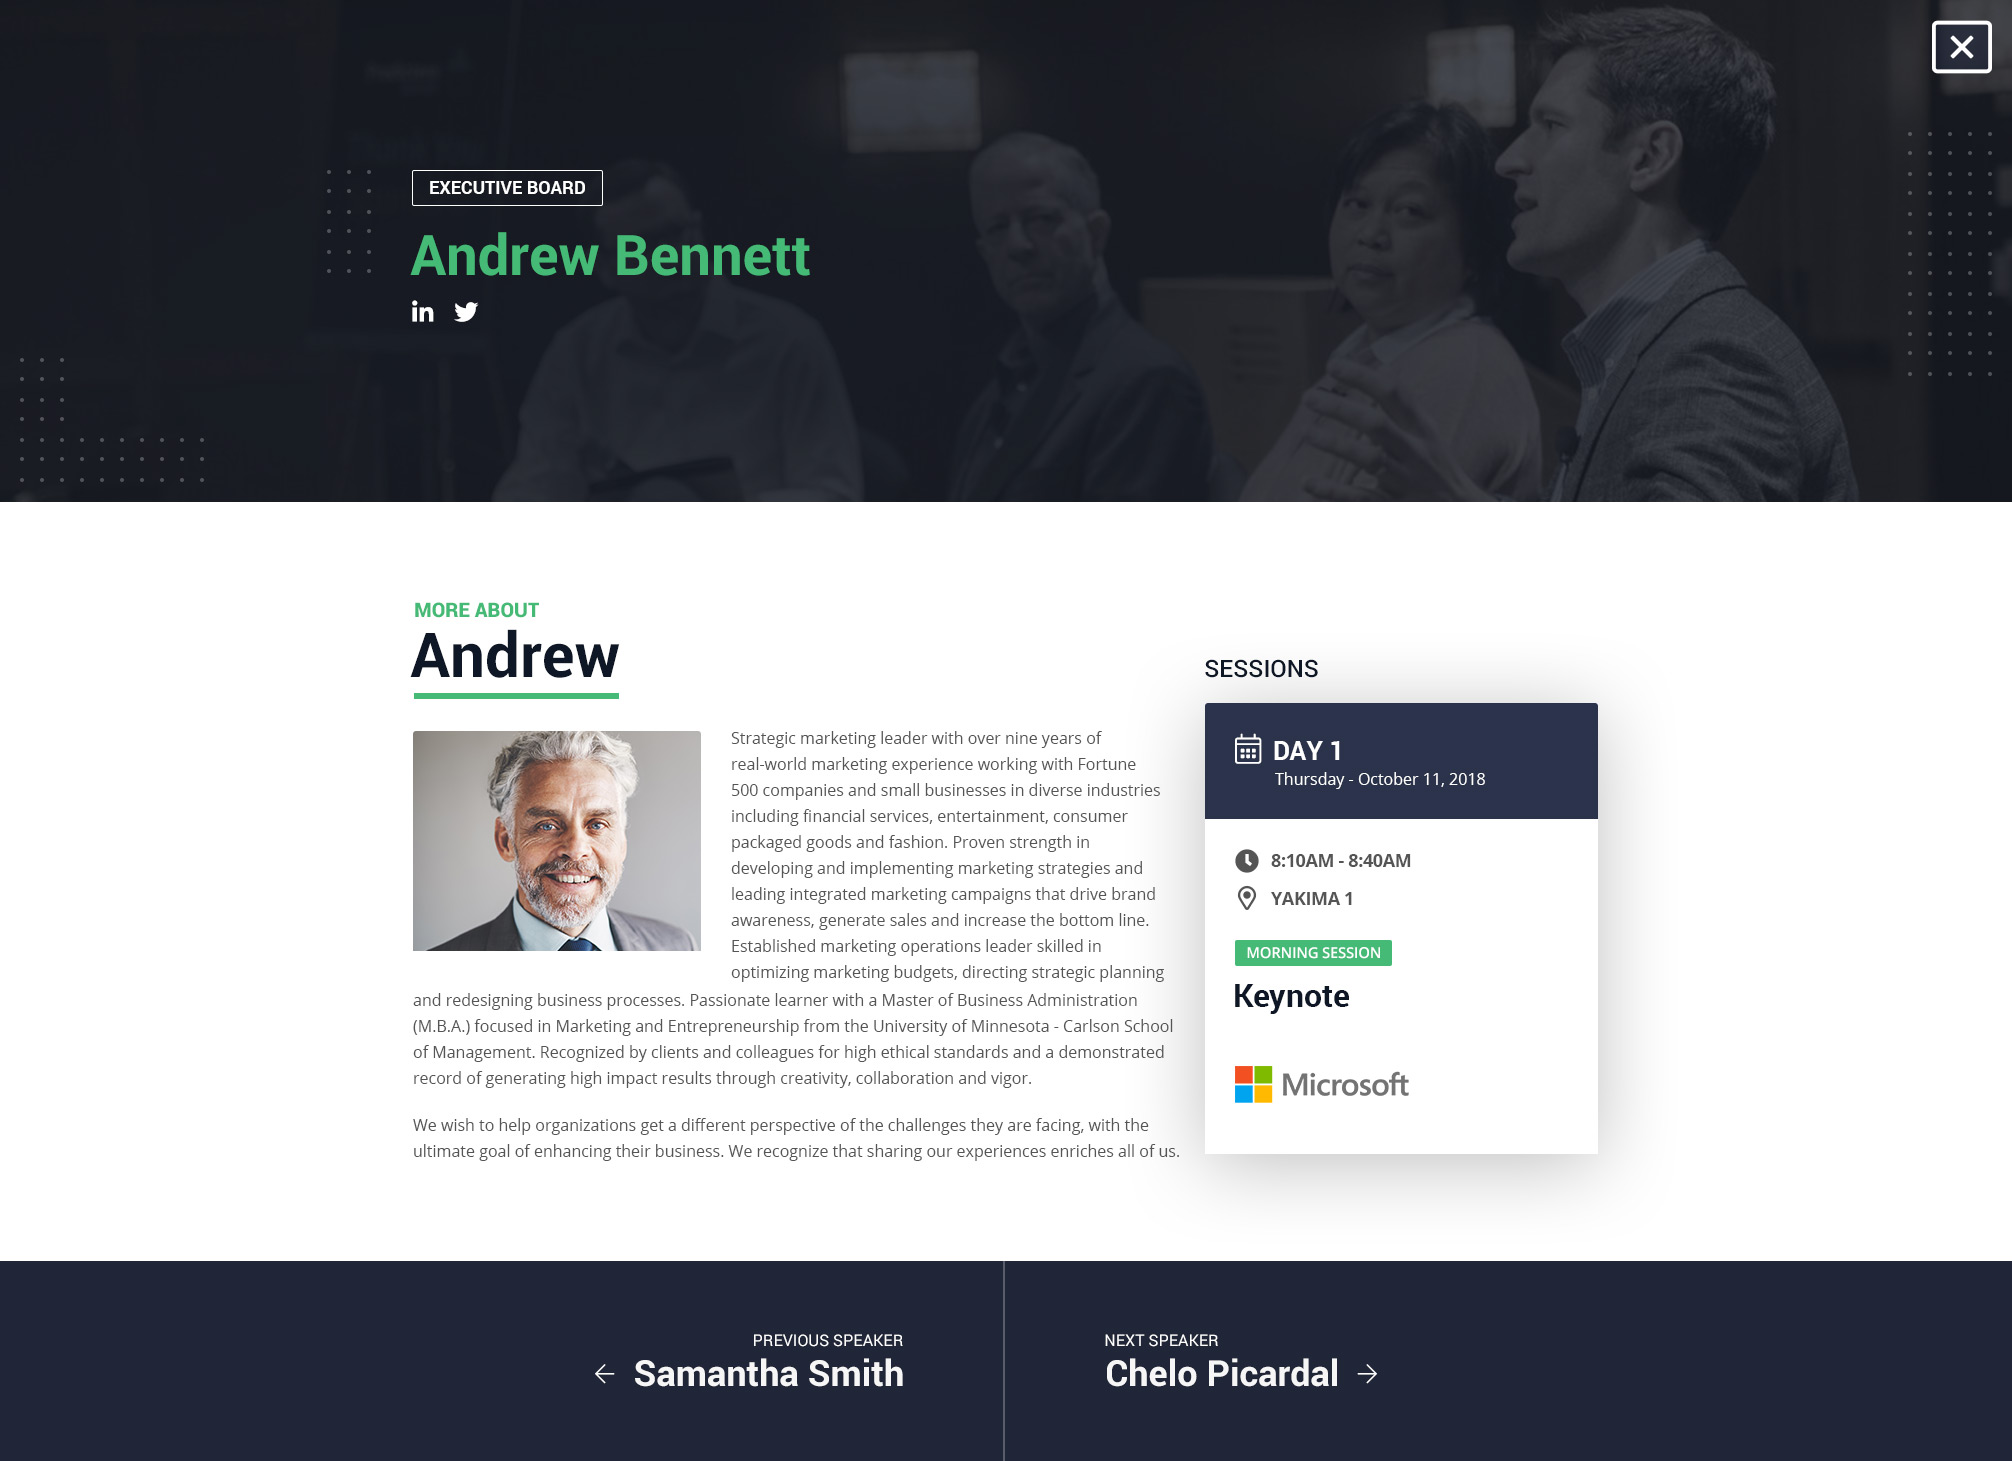 EXECUTIVE BOARD
Andrew Bennett
in
MORE ABOUT
Andrew
Strategic marketing leader with over nine years of
real-world marketing experience working with Fortune
500 companies and small businesses in diverse industries
including financial services, entertainment, consumer
packaged goods and fashion. Proven strength in
developing and implementing marketing strategies and
leading integrated marketing campaigns that drive brand
awareness, generate sales and increase the bottom line.
Established marketing operations leader skilled in
optimizing marketing budgets, directing strategic planning
and redesigning business processes. Passionate learner with a Master of Business Administration
(M.B.A.) focused in Marketing and Entrepreneurship from the University of Minnesota - Carlson School
of Management. Recognized by clients and colleagues for high ethical standards and a demonstrated
record of generating high impact results through creativity, collaboration and vigor.
We wish to help organizations get a different perspective of the challenges they are facing, with the
ultimate goal of enhancing their business. We recognize that sharing our experiences enriches all of us.
SESSIONS
DAY 1
Thursday - October 11, 2018
8:10AM - 8:40AM
YAKIMA 1
MORNING SESSION
Keynote
Microsoft
PREVIOUS SPEAKER
Samantha Smith
NEXT SPEAKER
Chelo Picardal